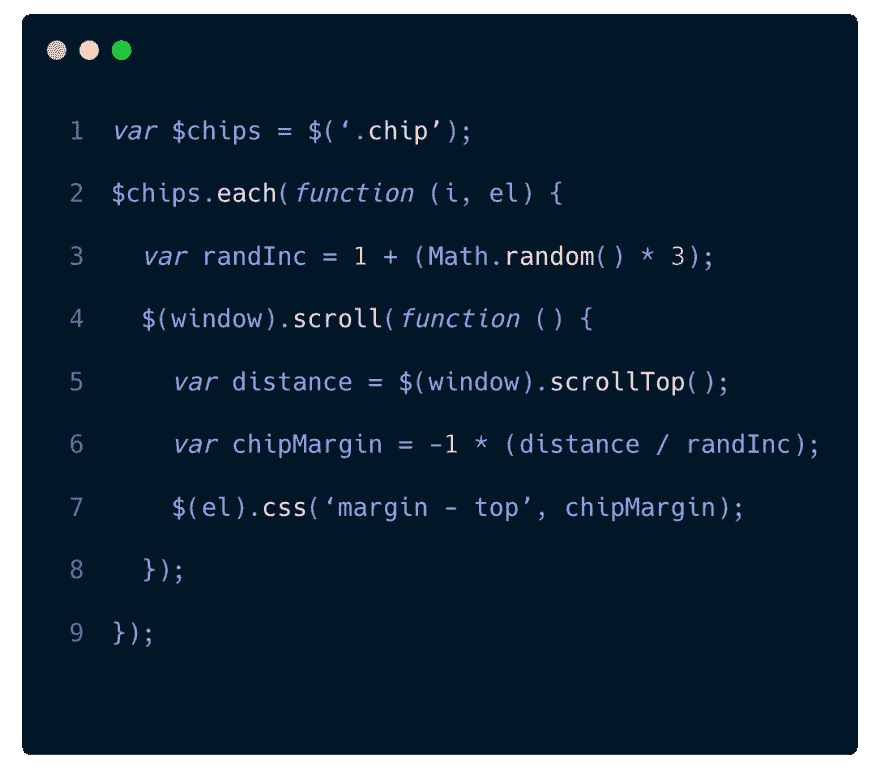 1 var $chips = $(‘.chip’);
2 $chips.each(function (i, el) {
3 var randInc = 1 + (Math.random() * 3);
4 $(window).scroll(function () {
5 var distance = $(window).scrollTop();
6 var chipMargin = -1 * (distance / randInc);
7 $(el).css(‘margin - top’, chipMargin);
8 });
9 });